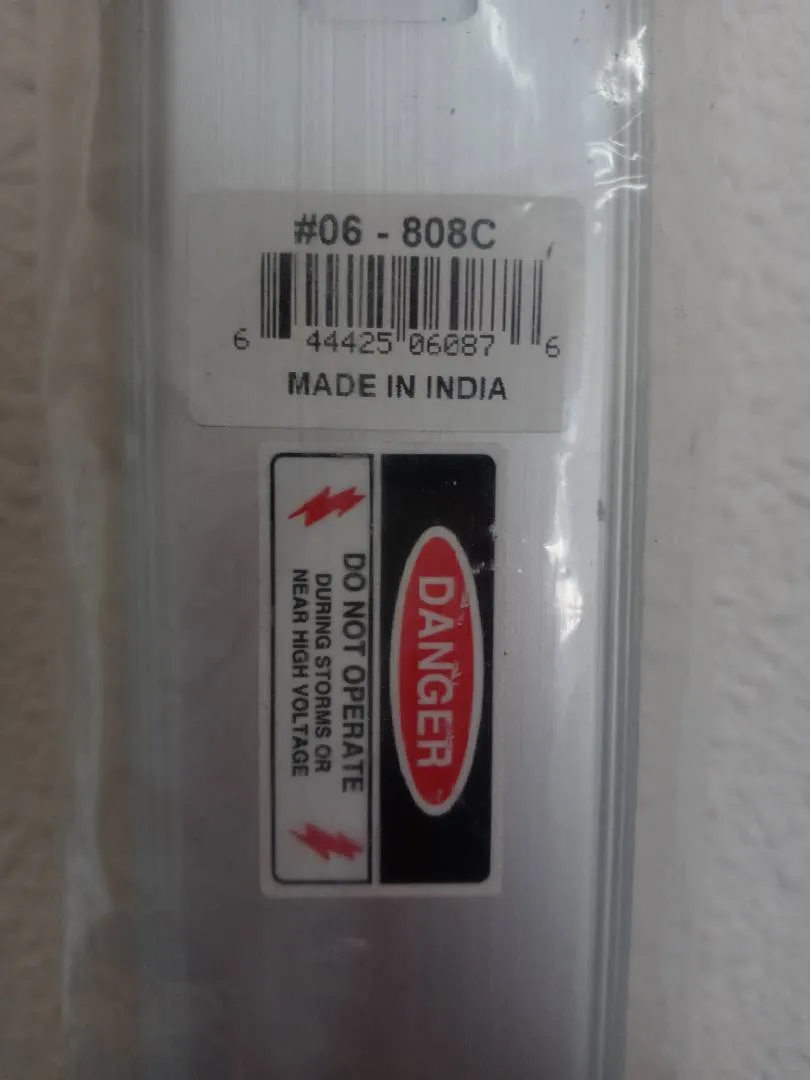 #06 - 808C
6 44425 06087 6
MADE IN INDIA
DANGER
DO NOT OPERATE
DURING STORMS OR
NEAR HIGH VOLTAGE